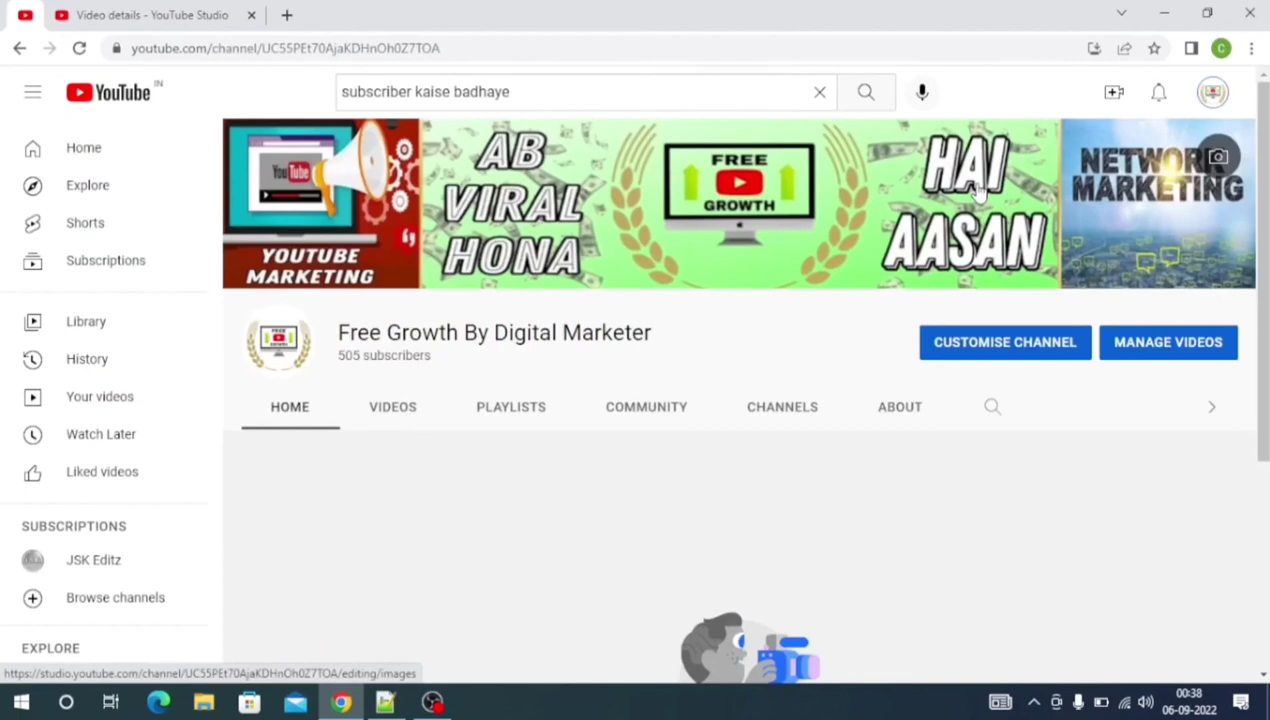 Video details - YouTube Studio
youtube.com/channel/UC55PEt70AjaKDHnOh0Z7TOA
C
YouTube IN
subscriber kaise badhaye
Home
Explore
Shorts
Subscriptions
Library
History
Your videos
Watch Later
Liked videos
SUBSCRIPTIONS
JSK Editz
Browse channels
EXPLORE
You Tube
YOUTUBE
MARKETING
AB
VIRAL
HONA
FREE
GROWTH
HAI
AASAN
NETWORK
MARKETING
Free Growth By Digital Marketer
505 subscribers
CUSTOMISE CHANNEL
MANAGE VIDEOS
HOME VIDEOS PLAYLISTS COMMUNITY CHANNELS ABOUT
https://studio.youtube.com/channel/UC55PEt70AjaKDHnOh0Z7TOA/editing/images
00:38
06-09-2022